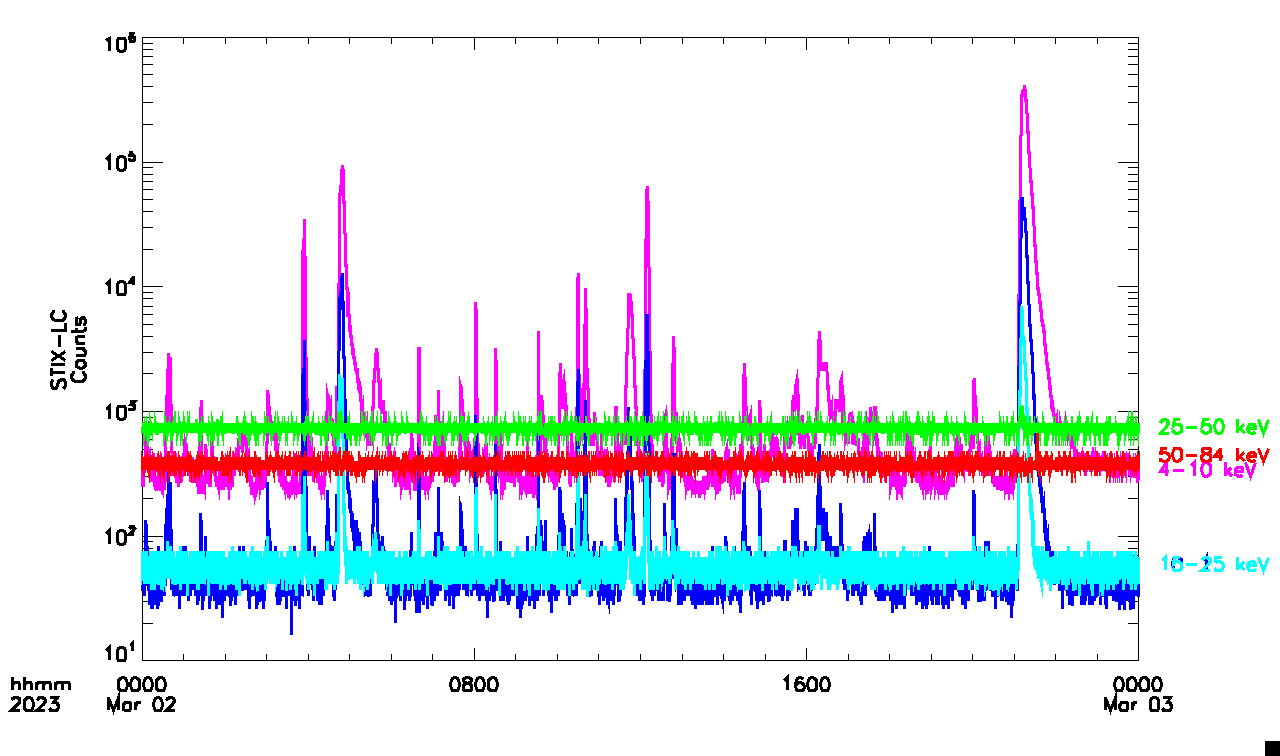 10⁶
10⁵
10⁴
10³
10²
10¹
STIX-LC
Counts
25-50 keV
50-84 keV
4-10 keV
16-25 keV
hhmm 0000 0800 1600 0000
2023 Mar 02 Mar 03